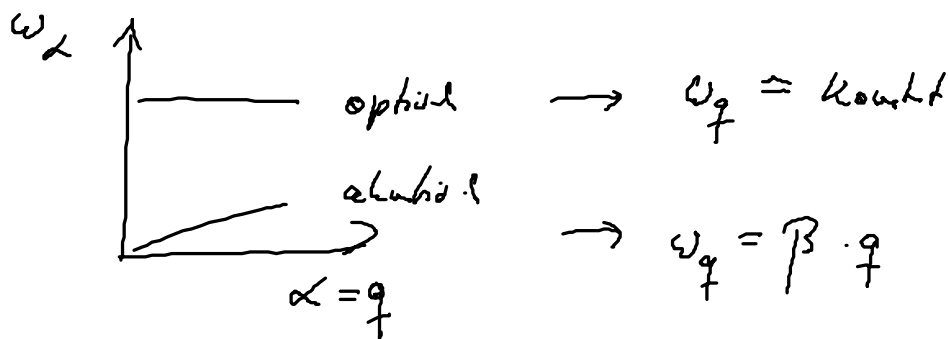 ω_α
optisch → ω_q ≅ konst
akustisch → ω_q = β · q
α = q